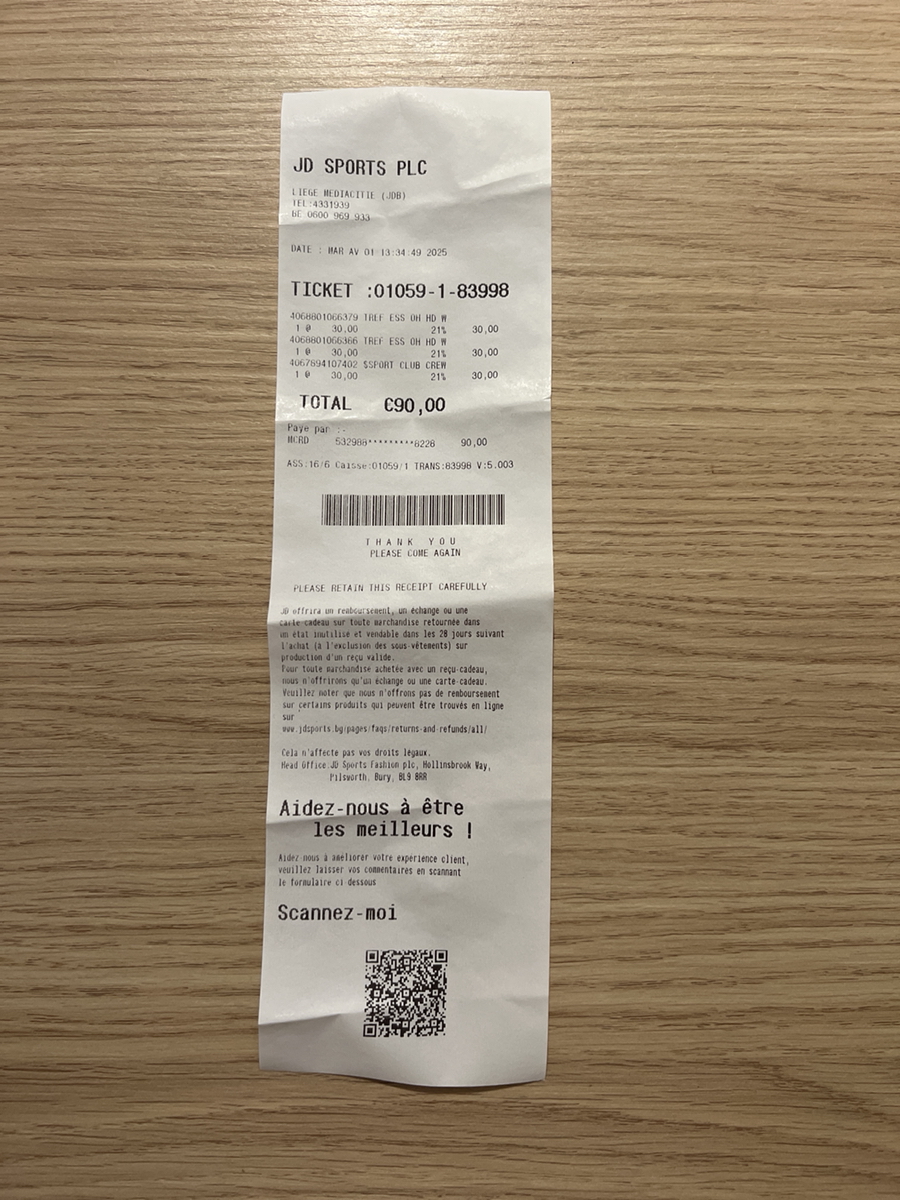 JD SPORTS PLC
LIEGE MEDIACITIE (JDB)
TEL:4331939
BE 0600 969 933
DATE : MAR AV 01 13:34:49 2025
TICKET :01059-1-83998
4068801066379 TREF ESS OH HD W
1 @ 30,00 21% 30,00
4068801066386 TREF ESS OH HD W
1 @ 30,00 21% 30,00
4067894107402 $SPORT CLUB CREW
1 @ 30,00 21% 30,00
TOTAL €90,00
Paye par :-
MCRD 532988*********8228 90,00
ASS:16/6 Caisse:01059/1 TRANS:83998 V:5.003
THANK YOU
PLEASE COME AGAIN
PLEASE RETAIN THIS RECEIPT CAREFULLY
JD offrira un remboursement, un échange ou une
carte-cadeau sur toute marchandise retournée dans
un état inutilisé et vendable dans les 28 jours suivant
l'achat (à l'exclusion des sous-vêtements) sur
production d'un reçu valide.
Pour toute marchandise achetée avec un reçu-cadeau,
nous n'offrirons qu'un échange ou une carte-cadeau.
Veuillez noter que nous n'offrons pas de remboursement
sur certains produits qui peuvent être trouvés en ligne
sur
www.jdsports.bg/pages/faqs/returns-and-refunds/all/
Cela n'affecte pas vos droits légaux.
Head Office.JD Sports Fashion plc, Hollinsbrook Way,
Pilsworth, Bury, BL9 8RR
Aidez-nous à être
les meilleurs !
Aidez-nous à améliorer votre expérience client,
veuillez laisser vos commentaires en scannant
le formulaire ci-dessous
Scannez-moi